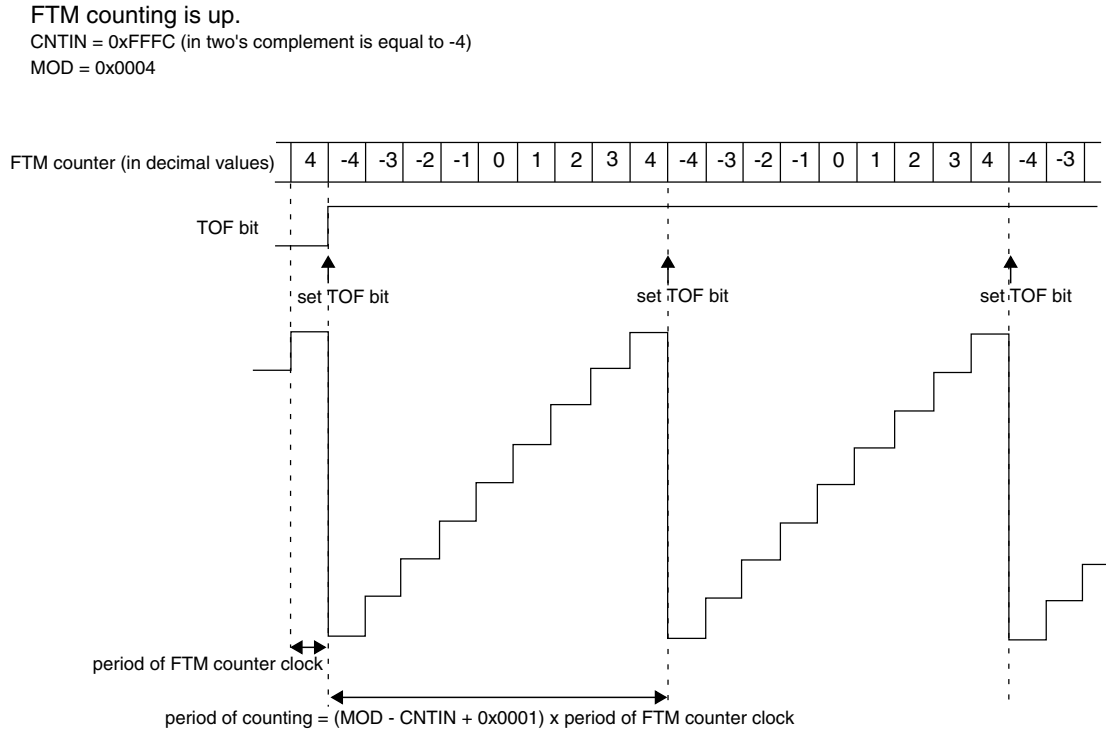 FTM counting is up.
CNTIN = 0xFFFC (in two's complement is equal to -4)
MOD = 0x0004
FTM counter (in decimal values) 4 -4 -3 -2 -1 0 1 2 3 4 -4 -3 -2 -1 0 1 2 3 4 -4 -3
TOF bit
set TOF bit set TOF bit set TOF bit
period of FTM counter clock
period of counting = (MOD - CNTIN + 0x0001) x period of FTM counter clock